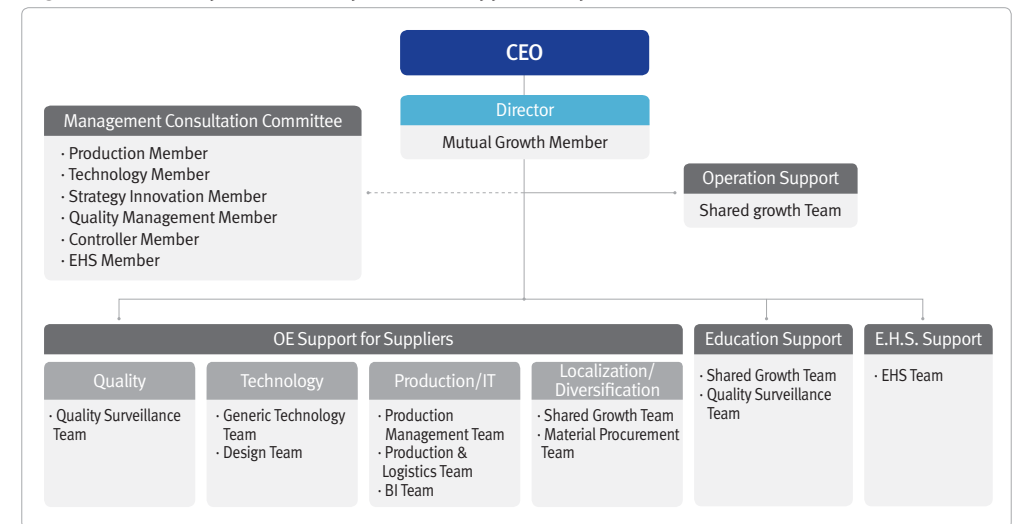 CEO
Director
Mutual Growth Member
Management Consultation Committee
· Production Member
· Technology Member
· Strategy Innovation Member
· Quality Management Member
· Controller Member
· EHS Member
Operation Support
Shared growth Team
OE Support for Suppliers
Quality
· Quality Surveillance
Team
Technology
· Generic Technology
Team
· Design Team
Production/IT
· Production
Management Team
· Production &
Logistics Team
· BI Team
Localization/
Diversification
· Shared Growth Team
· Material Procurement
Team
Education Support
· Shared Growth Team
· Quality Surveillance
Team
E.H.S. Support
· EHS Team